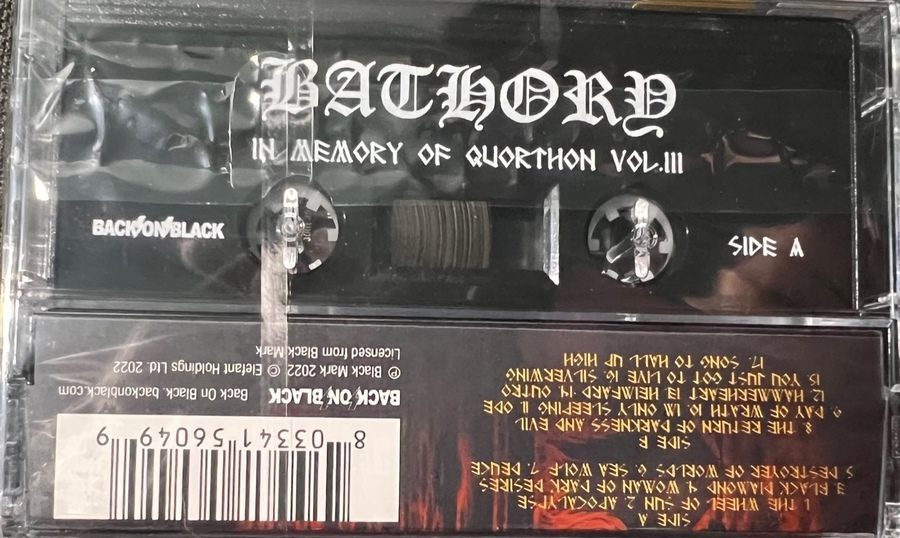 BATHORY
IN MEMORY OF QUORTHON VOL.III
BACK ON BLACK
SIDE A
SIDE A
1. THE WHEEL OF SUN 2. APOCALYPSE
3. BLACK DIAMOND 4. WOMAN OF DARK DESIRES
5. DESTROYER OF WORLDS 6. SEA WOLF 7. DEUCE
SIDE B
8. THE RETURN OF DARKNESS AND EVIL
9. DAY OF WRATH 10. I'M ONLY SLEEPING 11. ODE
12. HAMMERHEART 13. HEIMFARD 14. OUTRO
15. YOU JUST GOT TO LIVE 16. SILVERWING
17. SONG TO HALL UP HIGH
8 03341 56049 9
BACK ON BLACK Back On Black. backonblack.com
℗ Black Mark 2022 © Elefant Holdings Ltd. 2022
Licensed from Black Mark